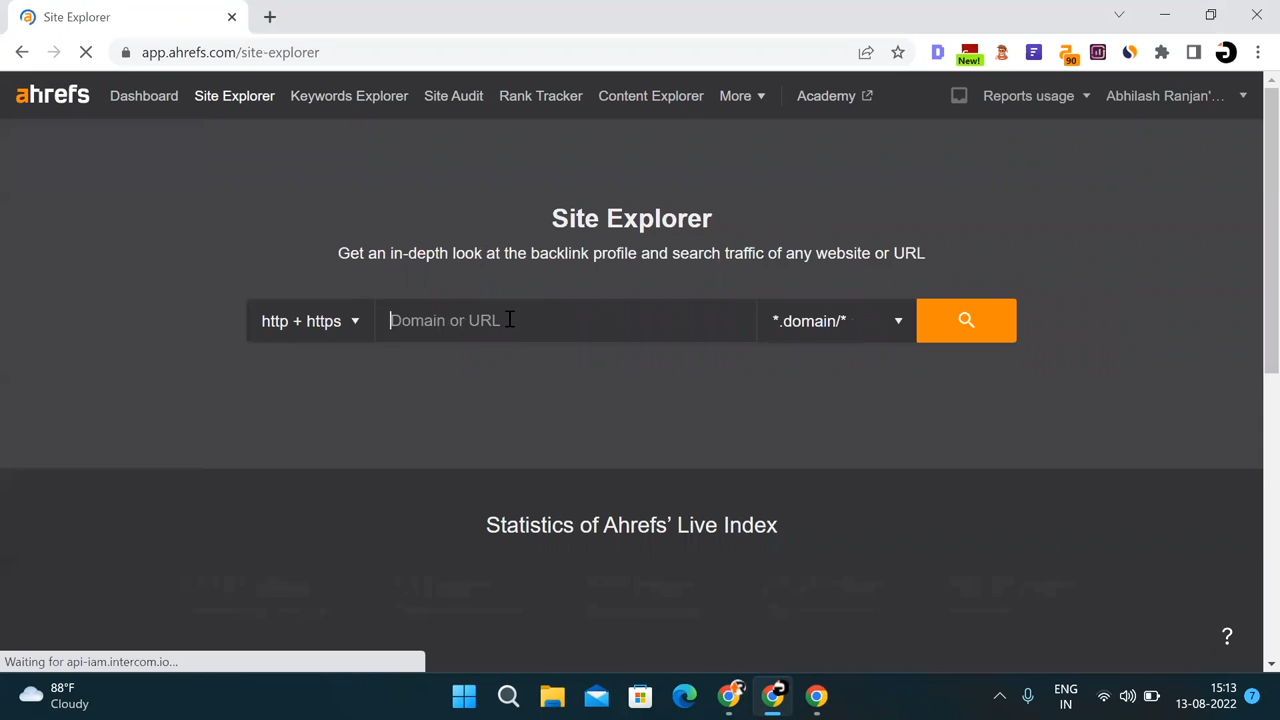 Site Explorer
app.ahrefs.com/site-explorer
New!
90
ahrefs Dashboard Site Explorer Keywords Explorer Site Audit Rank Tracker Content Explorer More Academy Reports usage Abhilash Ranjan'...
Site Explorer
Get an in-depth look at the backlink profile and search traffic of any website or URL
http + https Domain or URL *.domain/*
Statistics of Ahrefs’ Live Index
?
Waiting for api-iam.intercom.io...
88°F
Cloudy
ENG
IN
15:13
13-08-2022
7